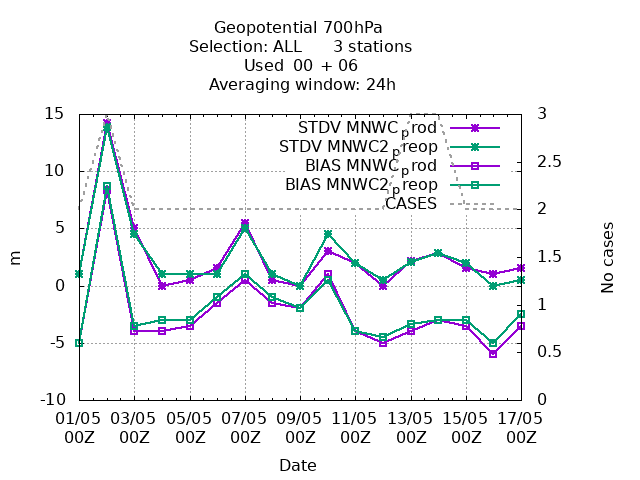 Geopotential 700hPa
Selection: ALL 3 stations
Used 00 + 06
Averaging window: 24h
STDV MNWC_prod
STDV MNWC2_preop
BIAS MNWC_prod
BIAS MNWC2_preop
CASES
15
10
5
0
-5
-10
m
3
2.5
2
1.5
1
0.5
0
No cases
01/05 03/05 05/05 07/05 09/05 11/05 13/05 15/05 17/05
00Z 00Z 00Z 00Z 00Z 00Z 00Z 00Z 00Z
Date